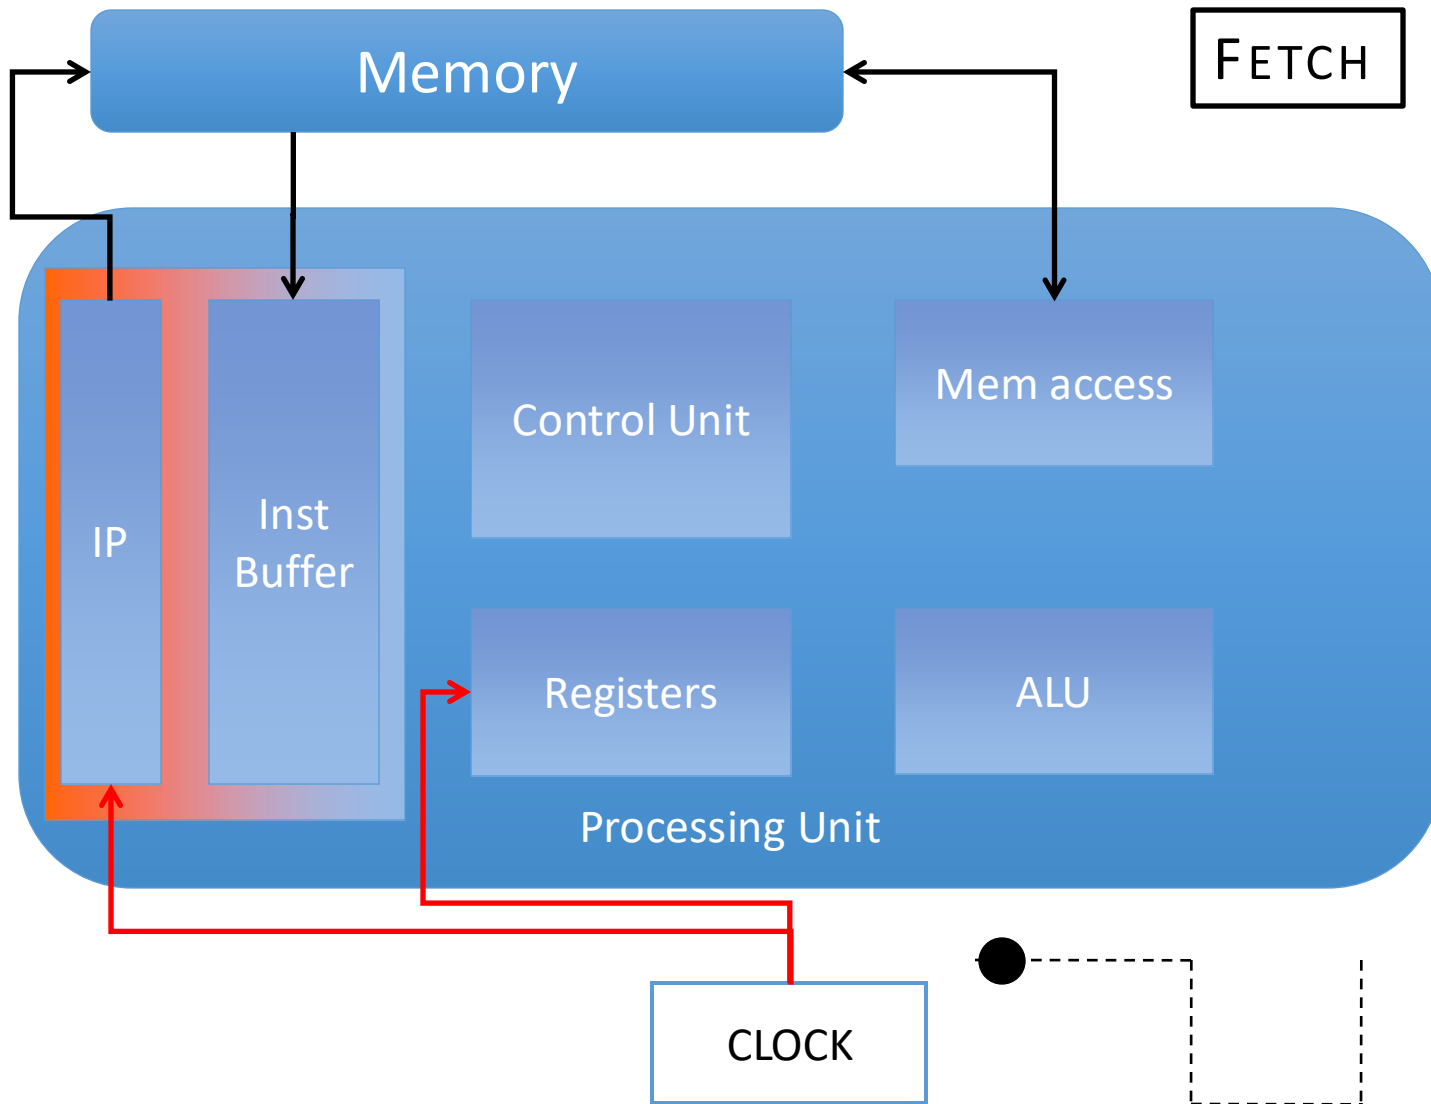 Memory
FETCH
IP
Inst
Buffer
Control Unit
Mem access
Registers
ALU
Processing Unit
CLOCK